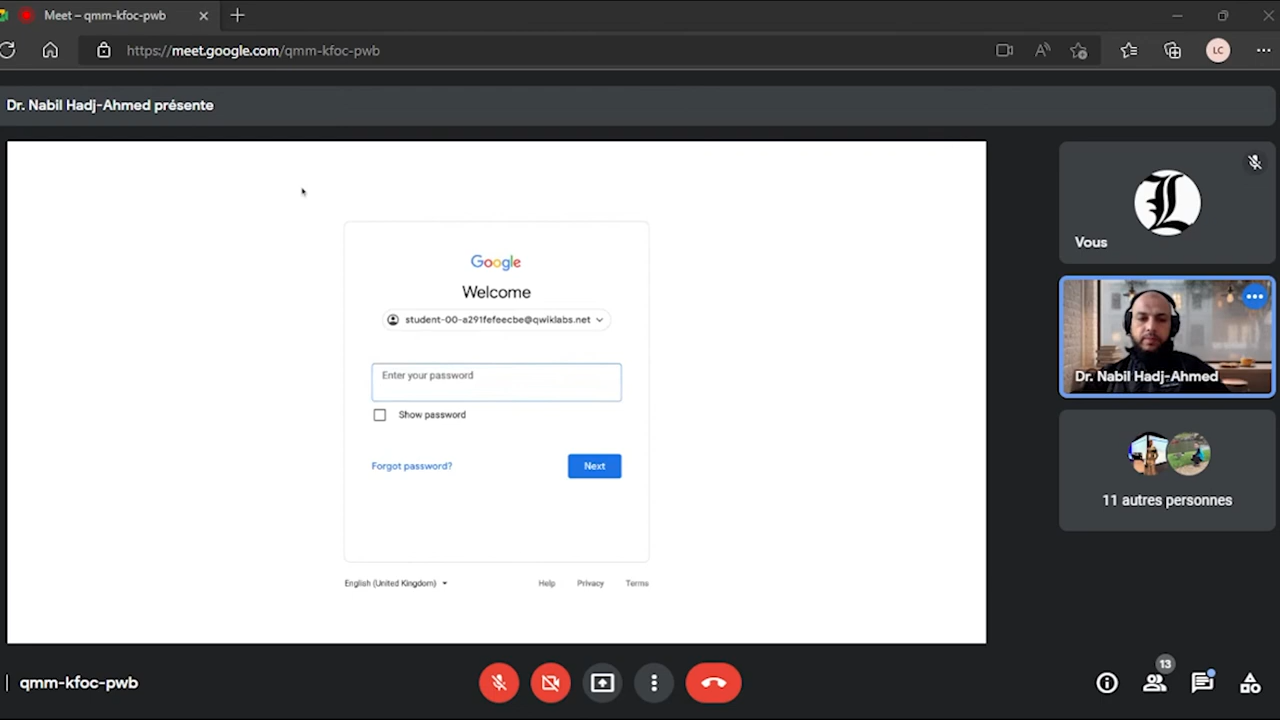 Meet – qmm-kfoc-pwb
https://meet.google.com/qmm-kfoc-pwb
LC
Dr. Nabil Hadj-Ahmed présente
Google
Welcome
student-00-a291fefeecbe@qwiklabs.net
Enter your password
Show password
Forgot password?
Next
English (United Kingdom)
Help
Privacy
Terms
L
Vous
Dr. Nabil Hadj-Ahmed
11 autres personnes
qmm-kfoc-pwb
13